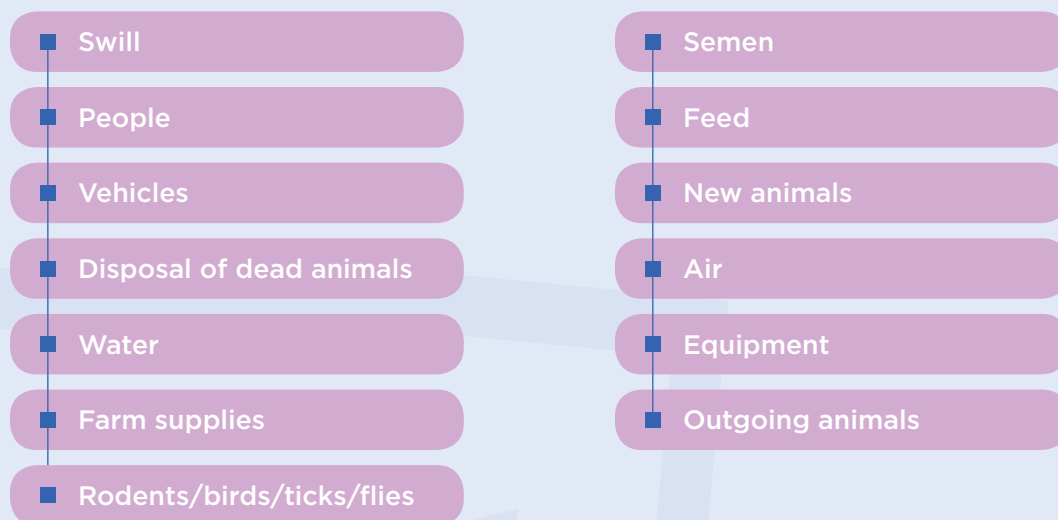 Swill
People
Vehicles
Disposal of dead animals
Water
Farm supplies
Rodents/birds/ticks/flies
Semen
Feed
New animals
Air
Equipment
Outgoing animals